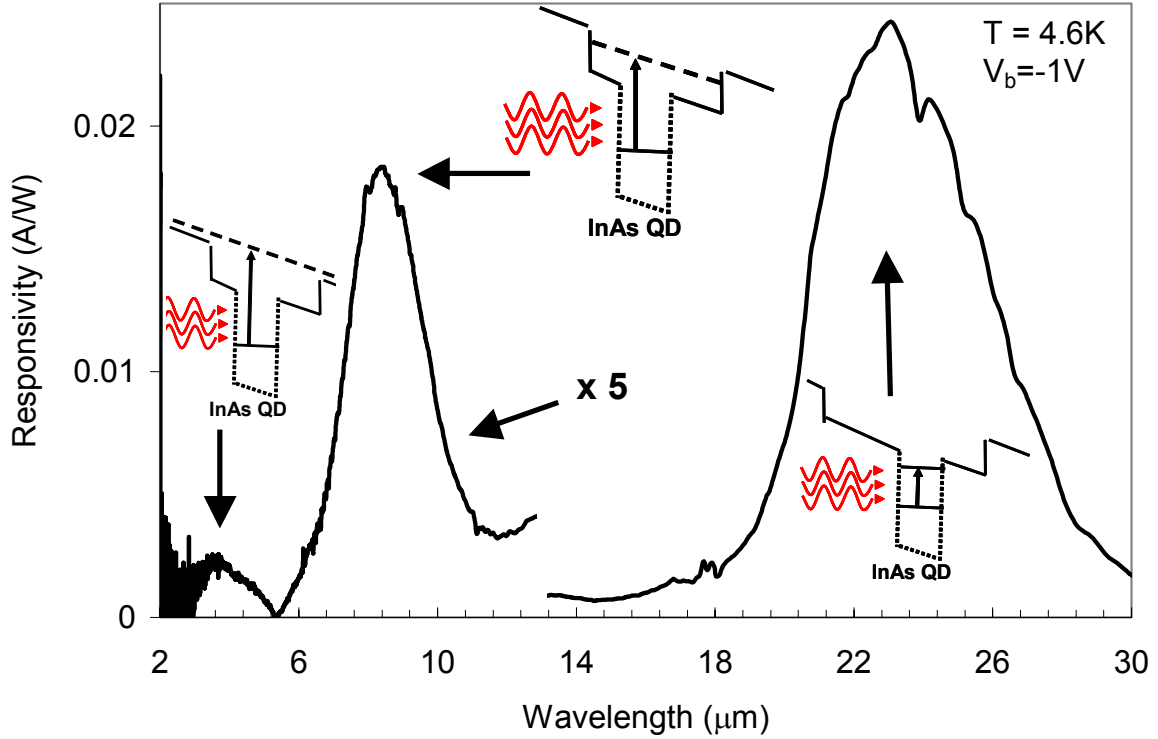 T = 4.6K
V_b=-1V
0.02
InAs QD
Responsivity (A/W)
InAs QD
0.01
x 5
InAs QD
0
2 6 10 14 18 22 26 30
Wavelength (μm)